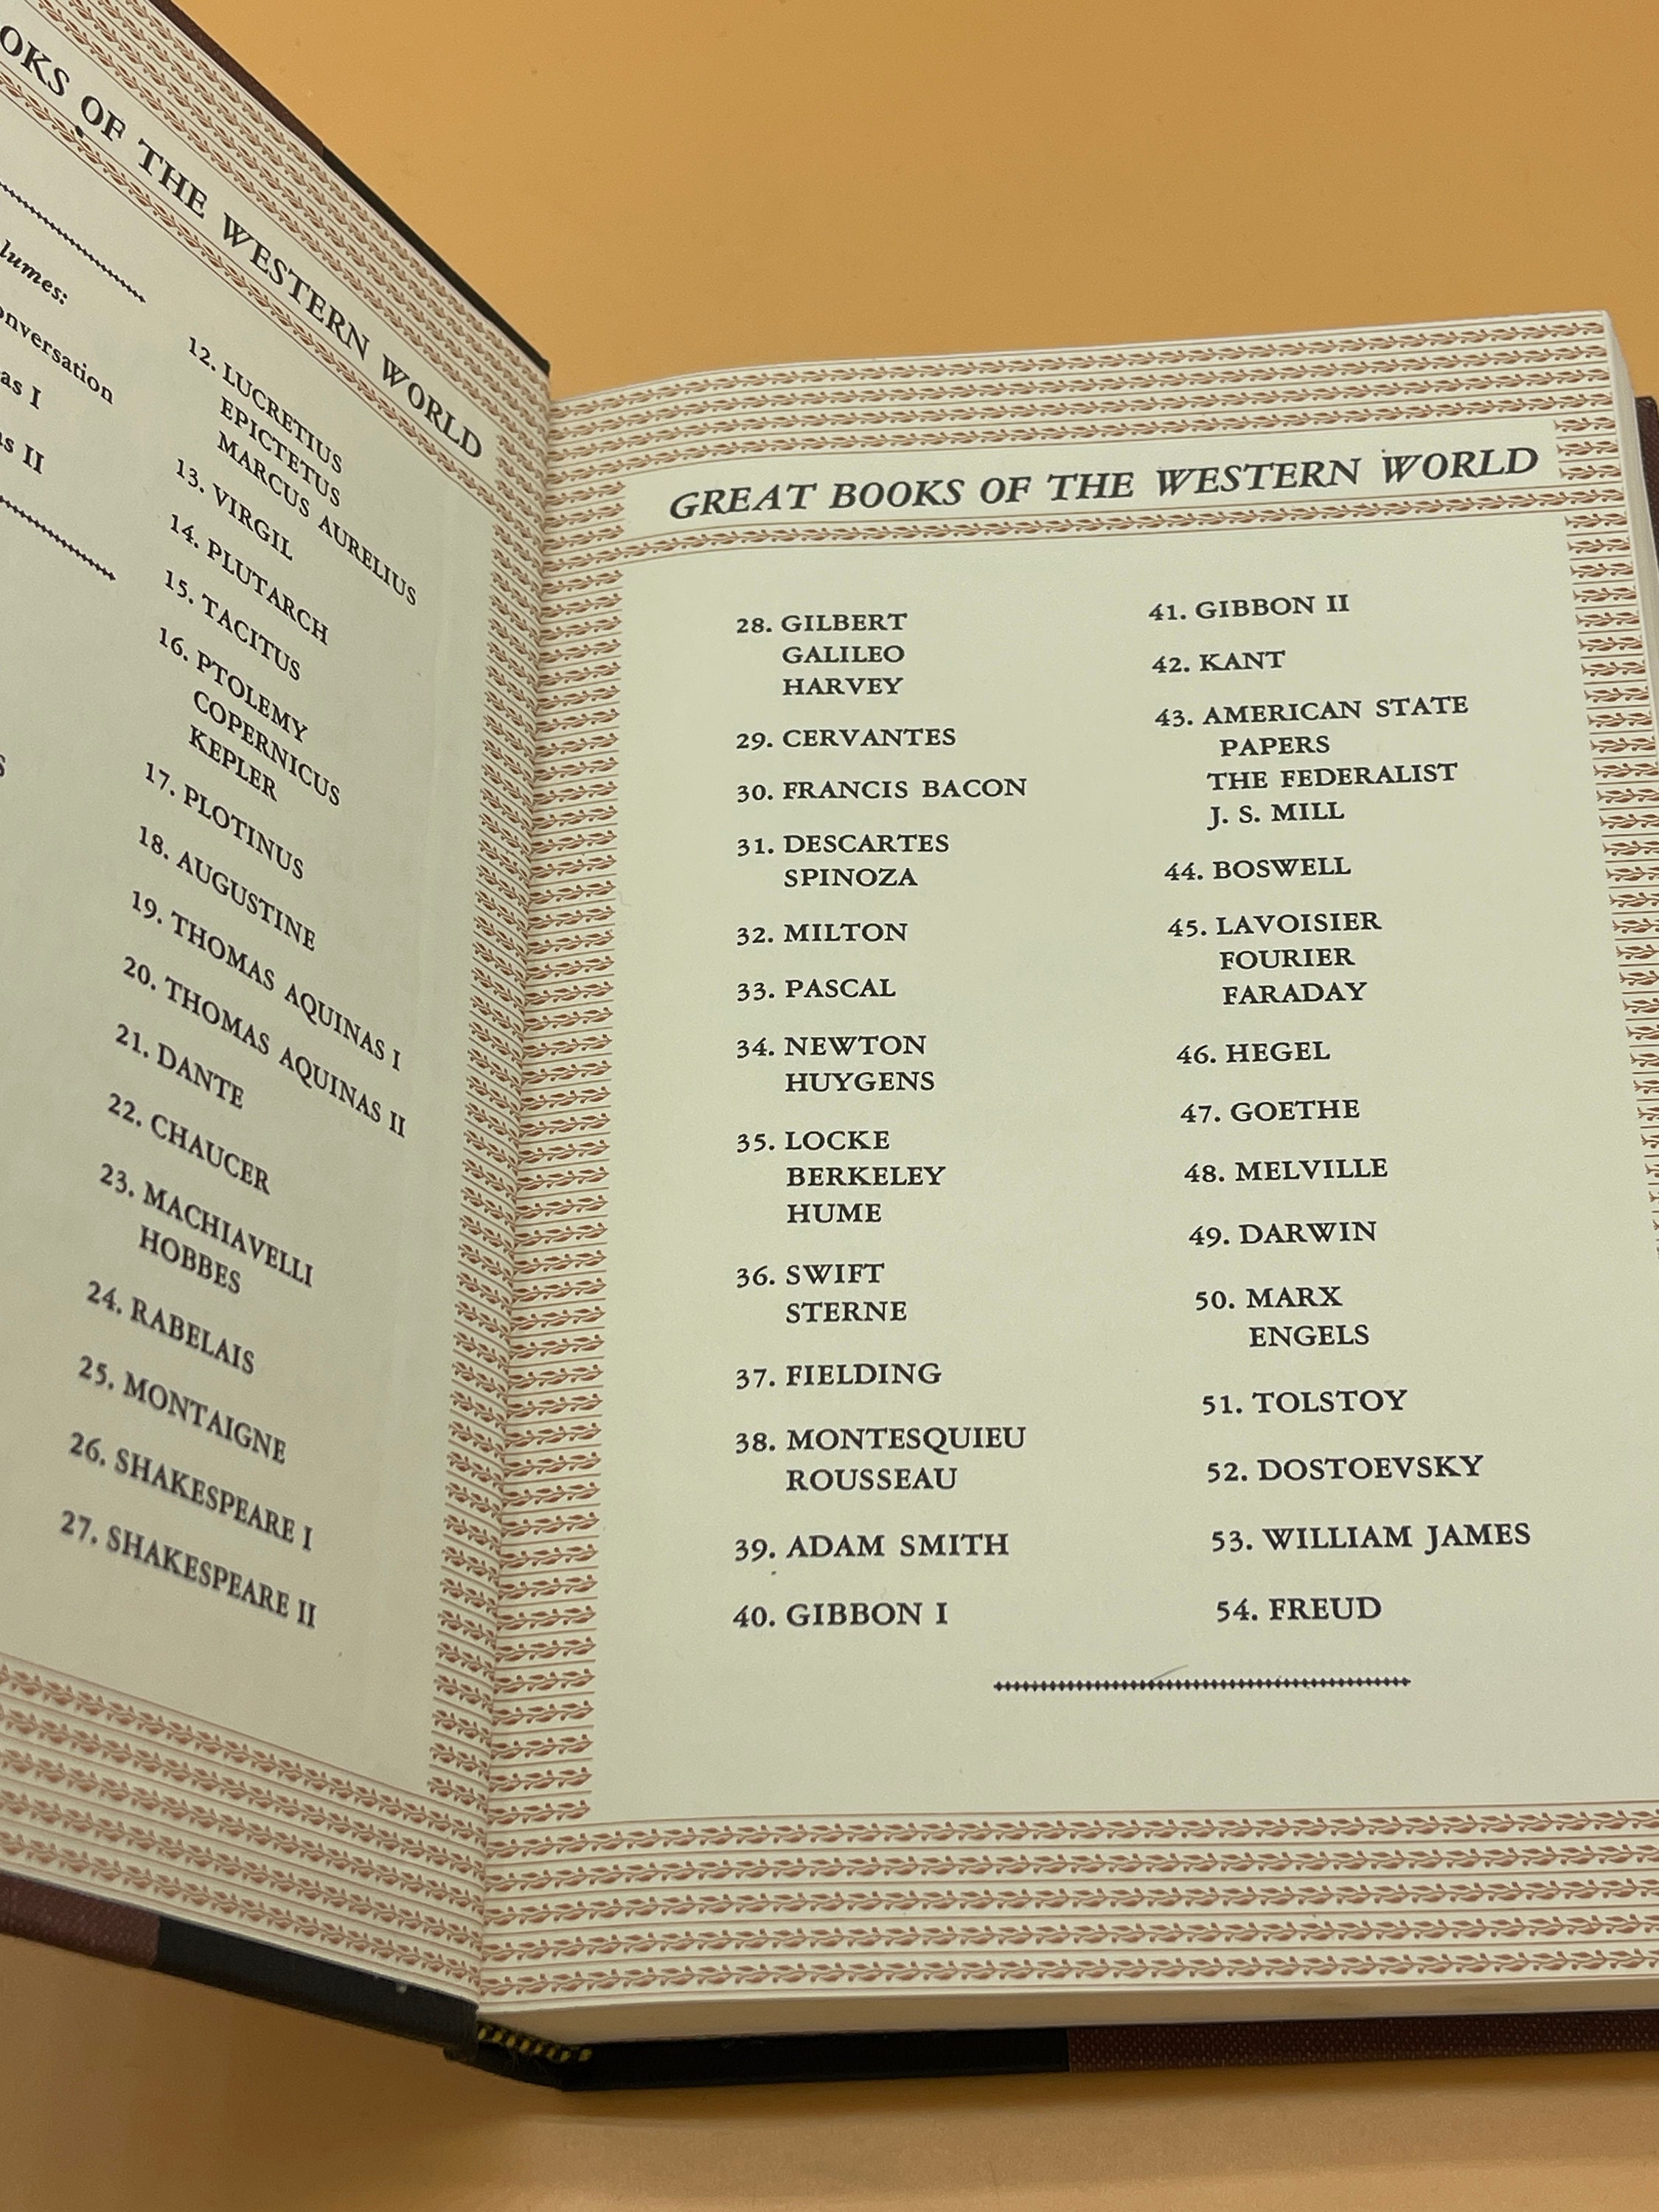 OKS OF THE WESTERN WORLD
lumes:
onversation
as I
as II
S
12. LUCRETIUS
EPICTETUS
MARCUS AURELIUS
13. VIRGIL
14. PLUTARCH
15. TACITUS
16. PTOLEMY
COPERNICUS
KEPLER
17. PLOTINUS
18. AUGUSTINE
19. THOMAS AQUINAS I
20. THOMAS AQUINAS II
21. DANTE
22. CHAUCER
23. MACHIAVELLI
HOBBES
24. RABELAIS
25. MONTAIGNE
26. SHAKESPEARE I
27. SHAKESPEARE II
GREAT BOOKS OF THE WESTERN WORLD
28. GILBERT
GALILEO
HARVEY
29. CERVANTES
30. FRANCIS BACON
31. DESCARTES
SPINOZA
32. MILTON
33. PASCAL
34. NEWTON
HUYGENS
35. LOCKE
BERKELEY
HUME
36. SWIFT
STERNE
37. FIELDING
38. MONTESQUIEU
ROUSSEAU
39. ADAM SMITH
40. GIBBON I
41. GIBBON II
42. KANT
43. AMERICAN STATE
PAPERS
THE FEDERALIST
J. S. MILL
44. BOSWELL
45. LAVOISIER
FOURIER
FARADAY
46. HEGEL
47. GOETHE
48. MELVILLE
49. DARWIN
50. MARX
ENGELS
51. TOLSTOY
52. DOSTOEVSKY
53. WILLIAM JAMES
54. FREUD